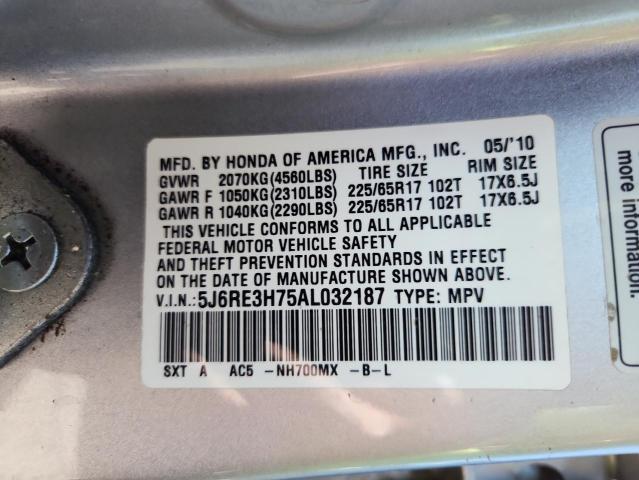 MFD. BY HONDA OF AMERICA MFG., INC. 05/'10
GVWR 2070KG(4560LBS) TIRE SIZE RIM SIZE
GAWR F 1050KG(2310LBS) 225/65R17 102T 17X6.5J
GAWR R 1040KG(2290LBS) 225/65R17 102T 17X6.5J
THIS VEHICLE CONFORMS TO ALL APPLICABLE
FEDERAL MOTOR VEHICLE SAFETY
AND THEFT PREVENTION STANDARDS IN EFFECT
ON THE DATE OF MANUFACTURE SHOWN ABOVE.
V.I.N.:5J6RE3H75AL032187 TYPE: MPV
SXT A AC5 -NH700MX -B-L
more inform